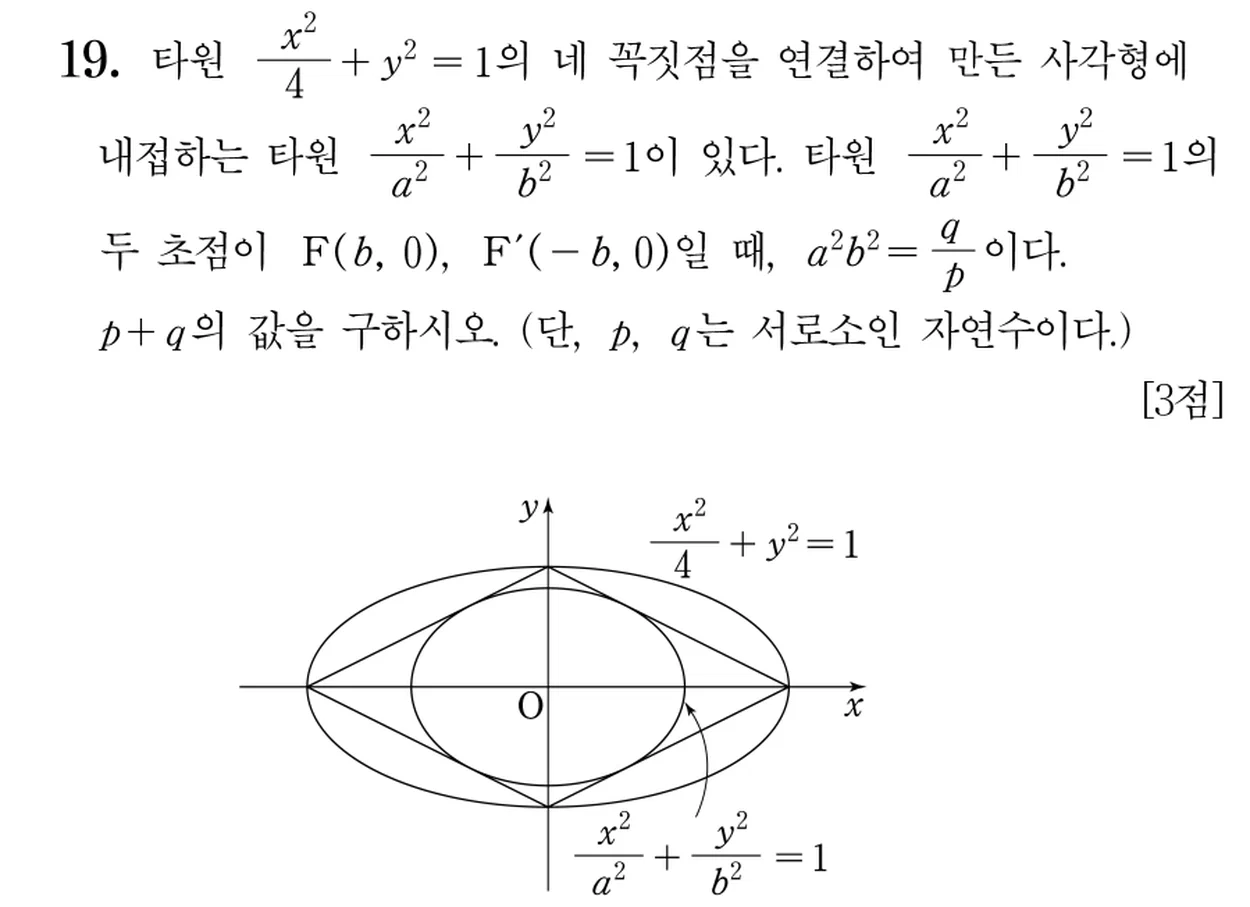 19. 타원 x²/4 + y² = 1의 네 꼭짓점을 연결하여 만든 사각형에
내접하는 타원 x²/a² + y²/b² = 1이 있다. 타원 x²/a² + y²/b² = 1의
두 초점이 F(b, 0), F′(−b, 0)일 때, a²b² = q/p 이다.
p+q의 값을 구하시오. (단, p, q는 서로소인 자연수이다.)
[3점]
y
x²/4 + y² = 1
O
x
x²/a² + y²/b² = 1